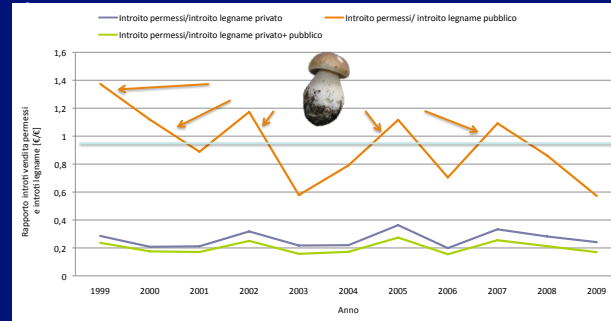 Introito permessi/introito legname privato
Introito permessi/ introito legname pubblico
Introito permessi/introito legname privato+ pubblico
Rapporto introti vendita permessi
e introti legname [€/€]
1,6
1,4
1,2
1
0,8
0,6
0,4
0,2
0
1999 2000 2001 2002 2003 2004 2005 2006 2007 2008 2009
Anno